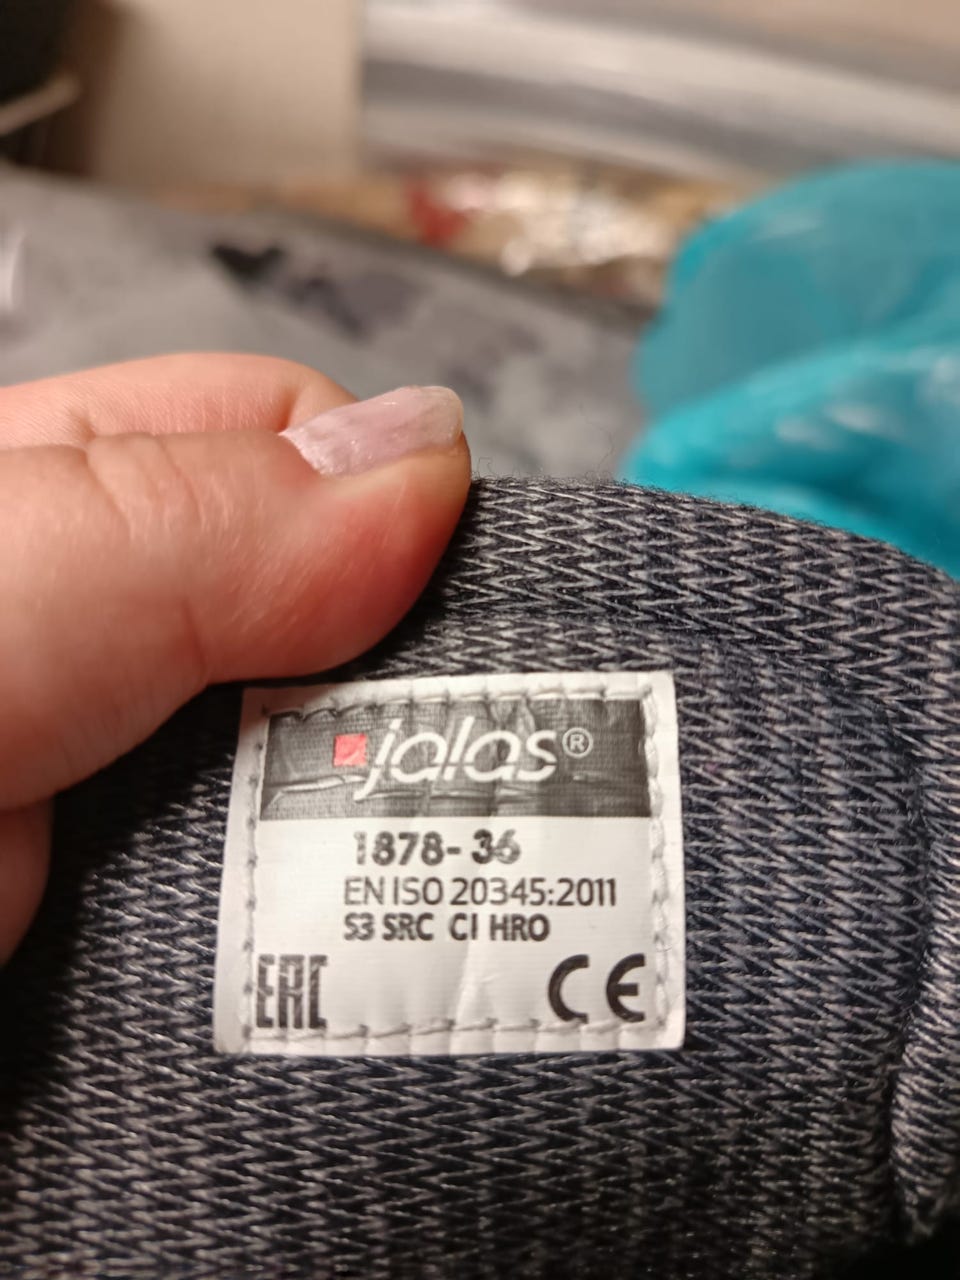 jalas®
1878-36
EN ISO 20345:2011
S3 SRC CI HRO
EAC CE